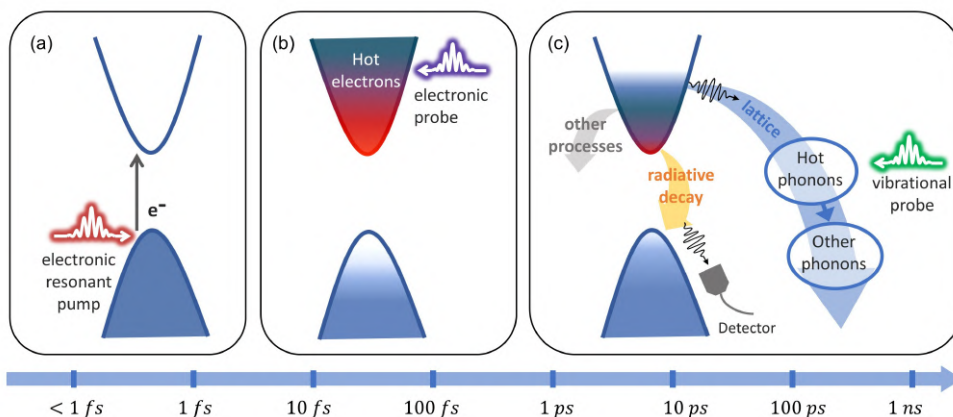 (a)
e⁻
electronic
resonant
pump
(b)
Hot
electrons
electronic
probe
(c)
other
processes
lattice
radiative
decay
Hot
phonons
vibrational
probe
Other
phonons
Detector
< 1 fs
1 fs
10 fs
100 fs
1 ps
10 ps
100 ps
1 ns